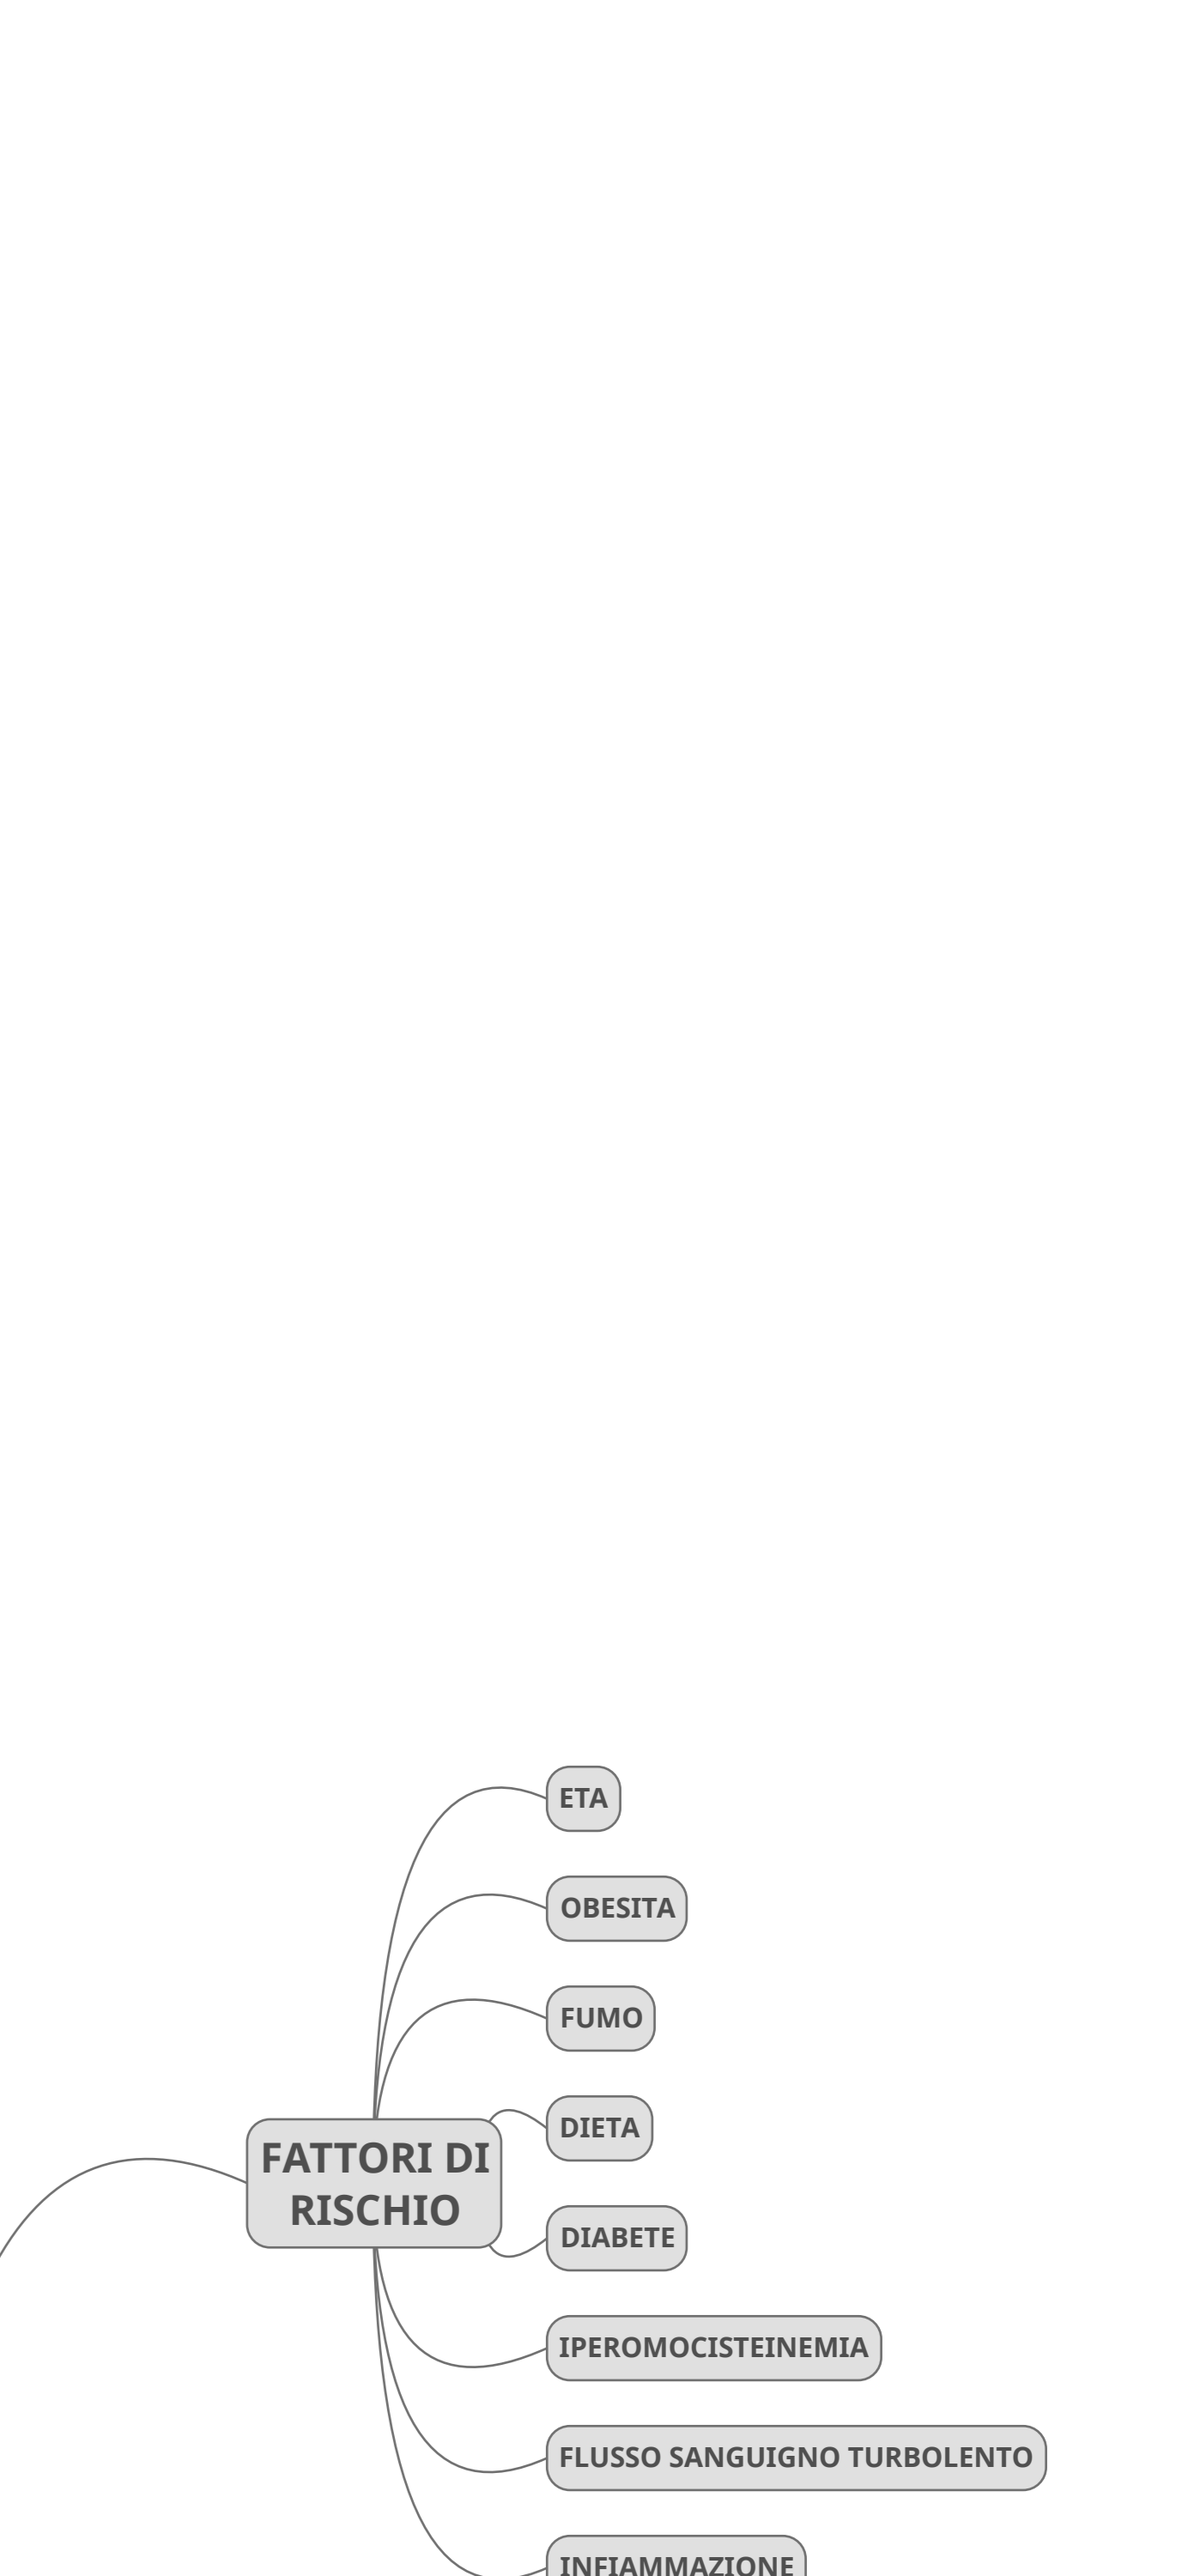 ETA
OBESITA
FUMO
DIETA
FATTORI DI
RISCHIO
DIABETE
IPEROMOCISTEINEMIA
FLUSSO SANGUIGNO TURBOLENTO
INFIAMMAZIONE